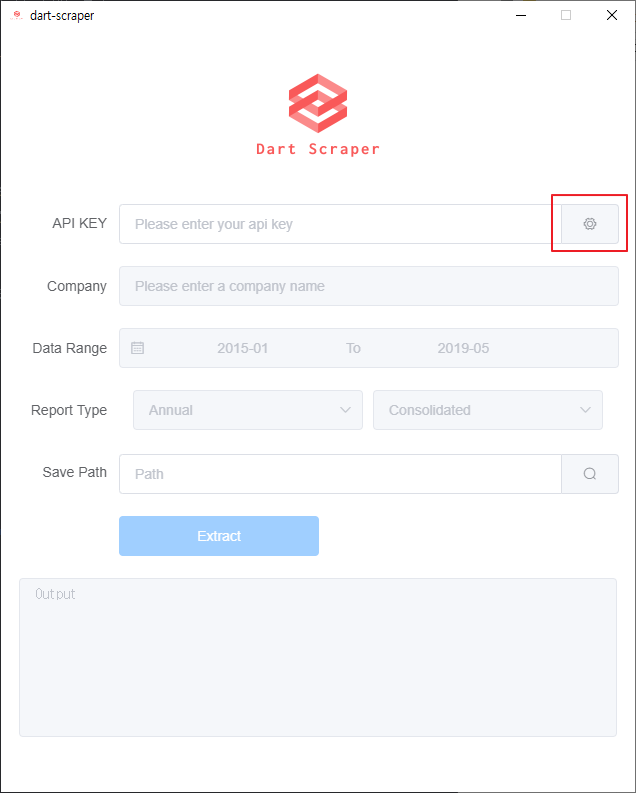 dart-scraper
Dart Scraper
API KEY Please enter your api key
Company Please enter a company name
Data Range 2015-01 To 2019-05
Report Type Annual Consolidated
Save Path Path
Extract
Output